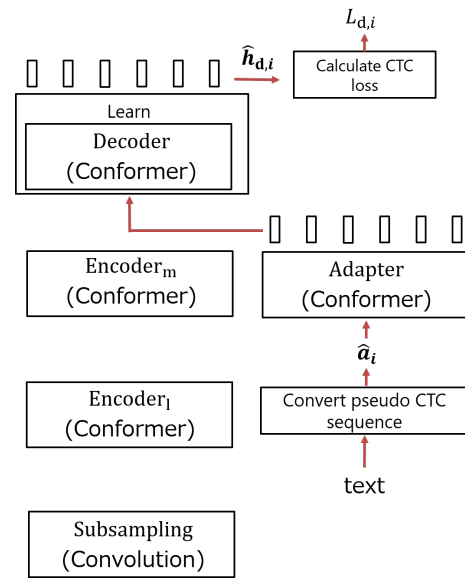 L_{d,i}
ĥ_{d,i}
Calculate CTC
loss
Learn
Decoder
(Conformer)
Encoder_m
(Conformer)
Adapter
(Conformer)
â_i
Encoder_l
(Conformer)
Convert pseudo CTC
sequence
text
Subsampling
(Convolution)